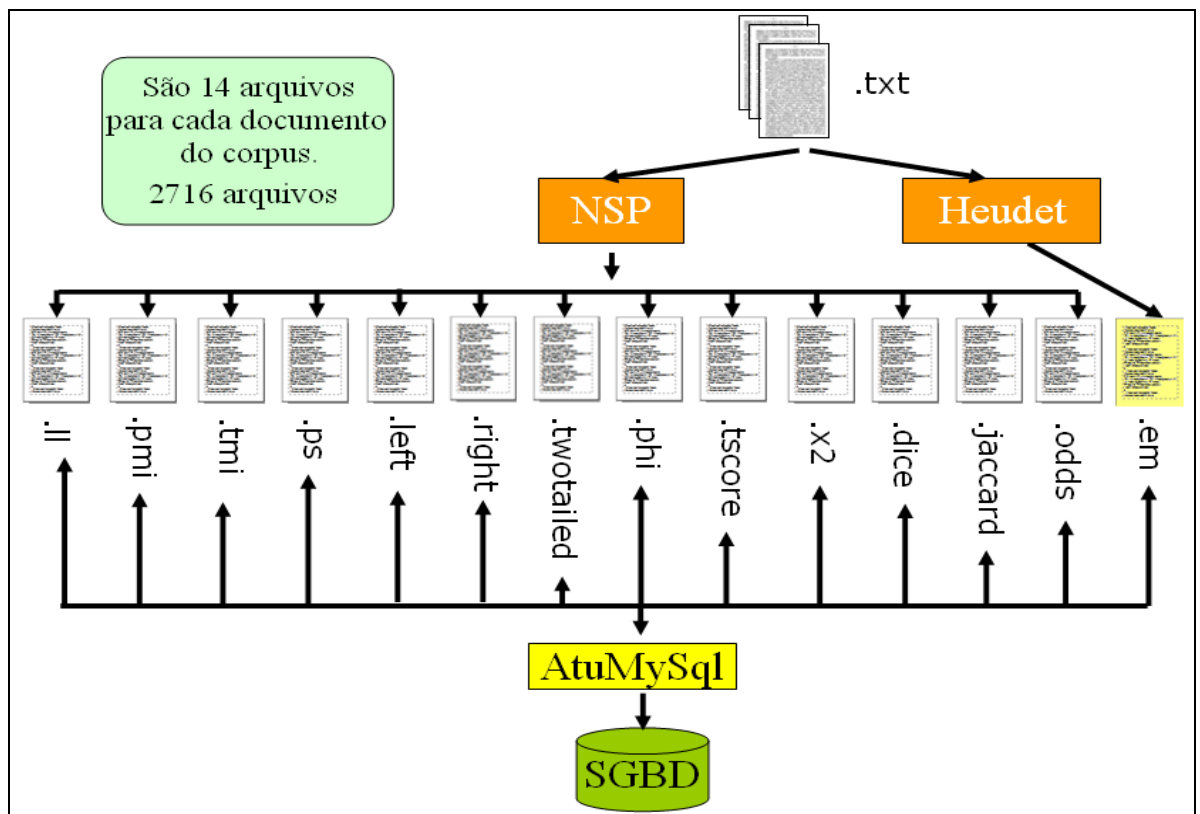 São 14 arquivos
para cada documento
do corpus.
2716 arquivos
.txt
NSP
Heudet
.ll
.pmi
.tmi
.ps
.left
.right
.twotailed
.phi
.tscore
.x2
.dice
.jaccard
.odds
.em
AtuMySql
SGBD